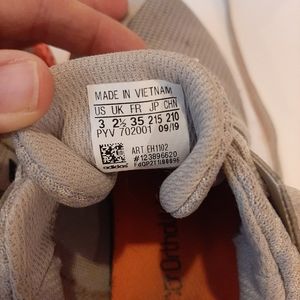 MADE IN VIETNAM
US UK FR JP CHN
3 2½ 35 215 210
PYV 702001 09/19
ART EH1102
#123896620
adidas
Ortho